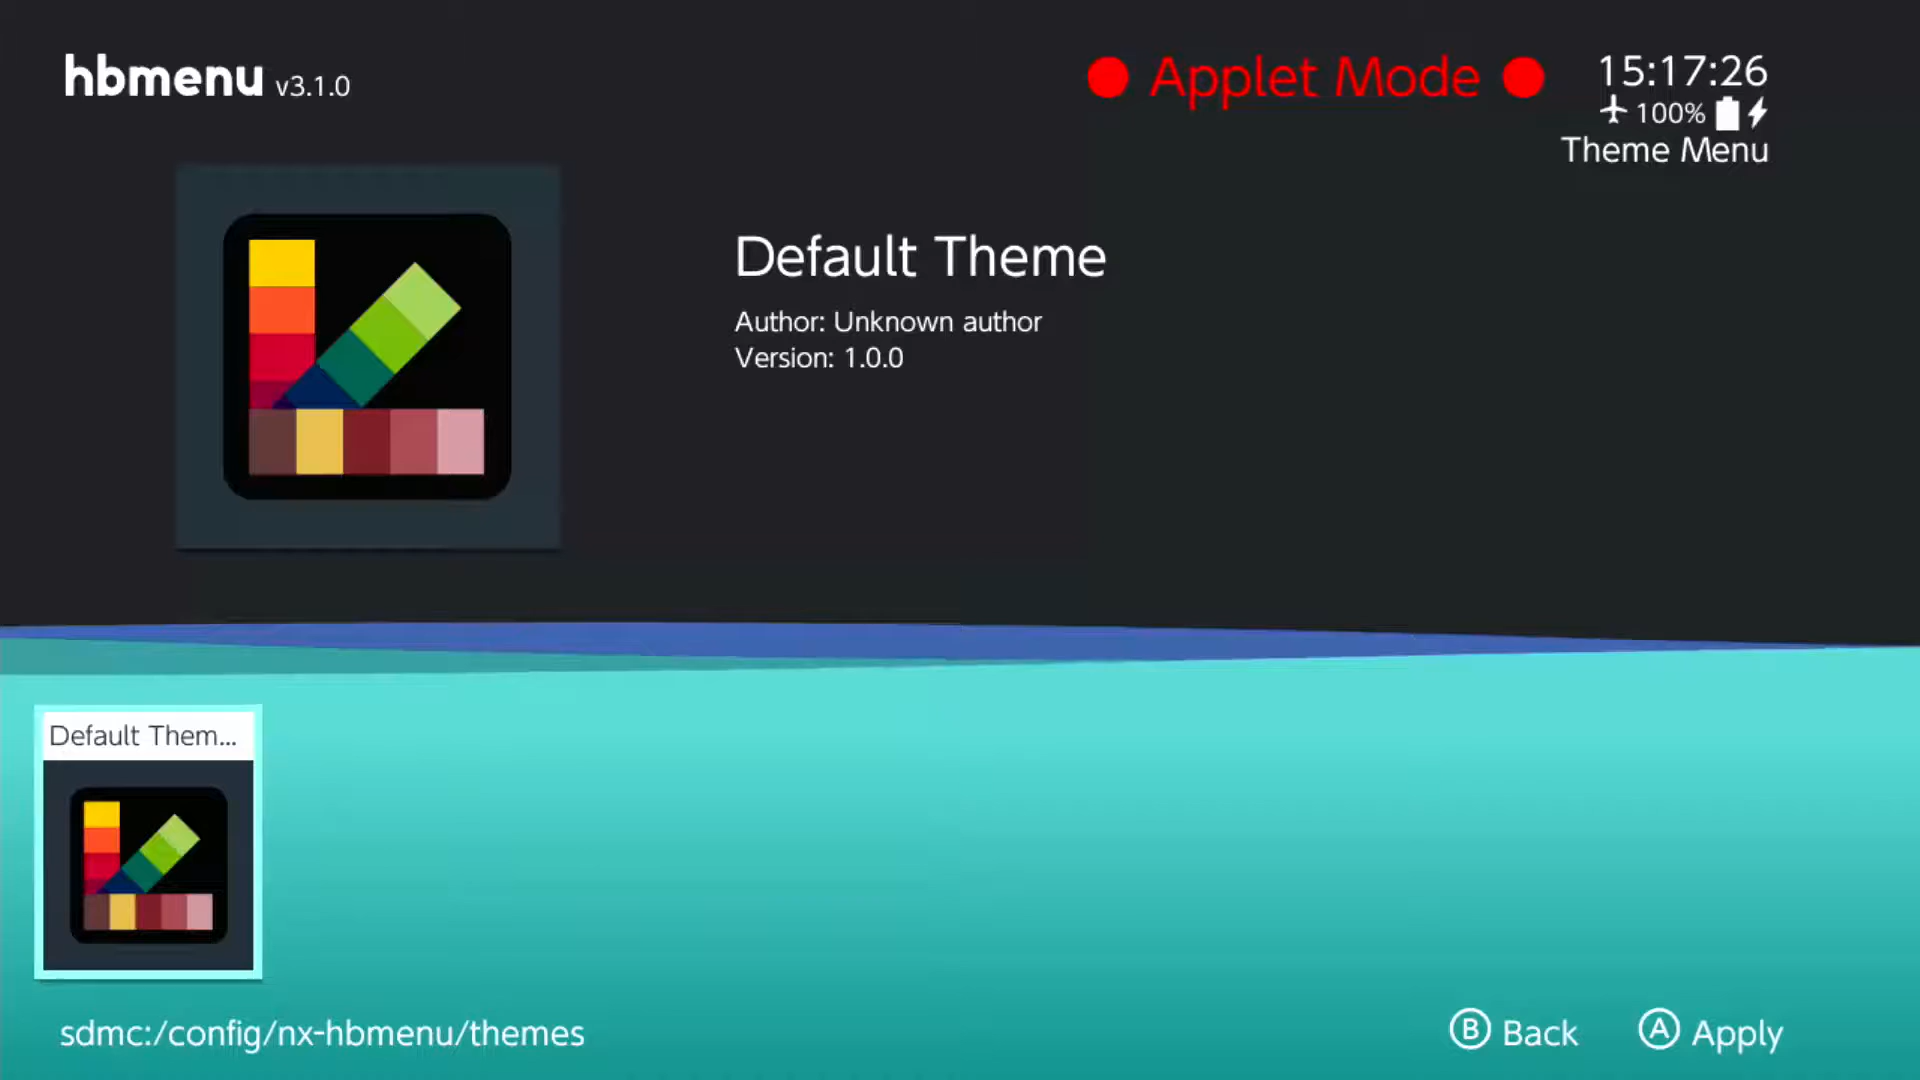 hbmenu v3.1.0
Applet Mode
15:17:26
100%
Theme Menu
Default Theme
Author: Unknown author
Version: 1.0.0
Default Them...
sdmc:/config/nx-hbmenu/themes
B Back
A Apply